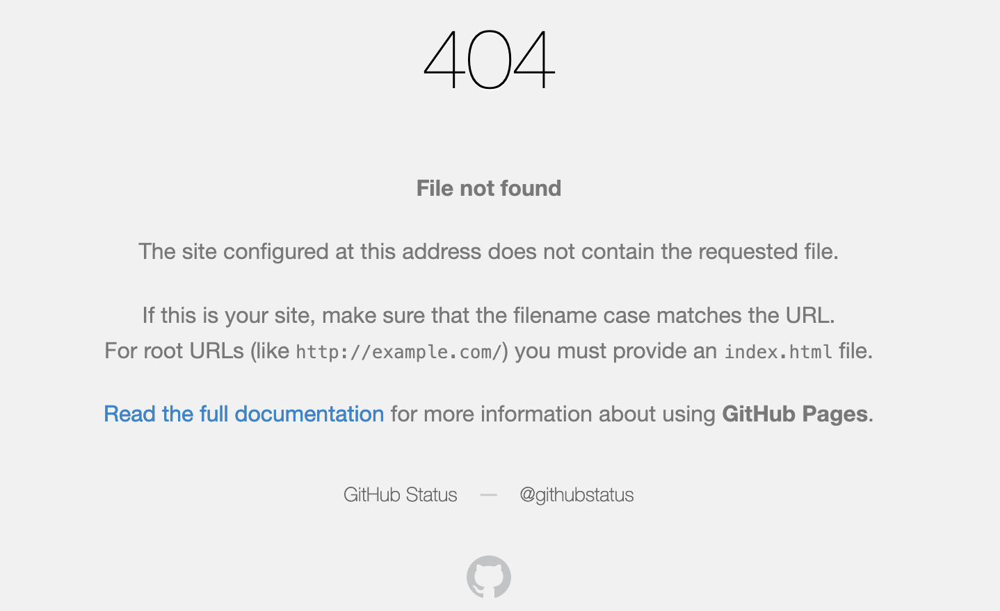 404
File not found
The site configured at this address does not contain the requested file.
If this is your site, make sure that the filename case matches the URL.
For root URLs (like http://example.com/) you must provide an index.html file.
Read the full documentation for more information about using GitHub Pages.
GitHub Status — @githubstatus